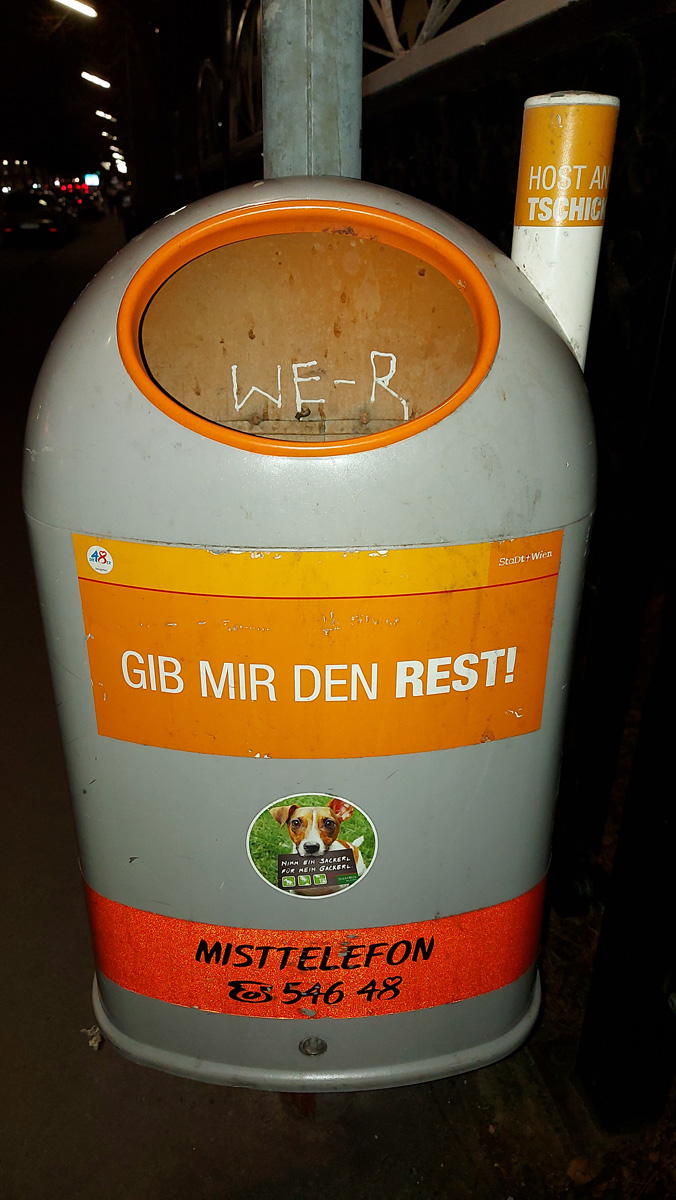 HOST AN
TSCHICK
WE-R
48
StaDt+Wien
GIB MIR DEN REST!
NIMM EIN SACKERL
FÜR MEIN GACKERL.
MISTTELEFON
546 48